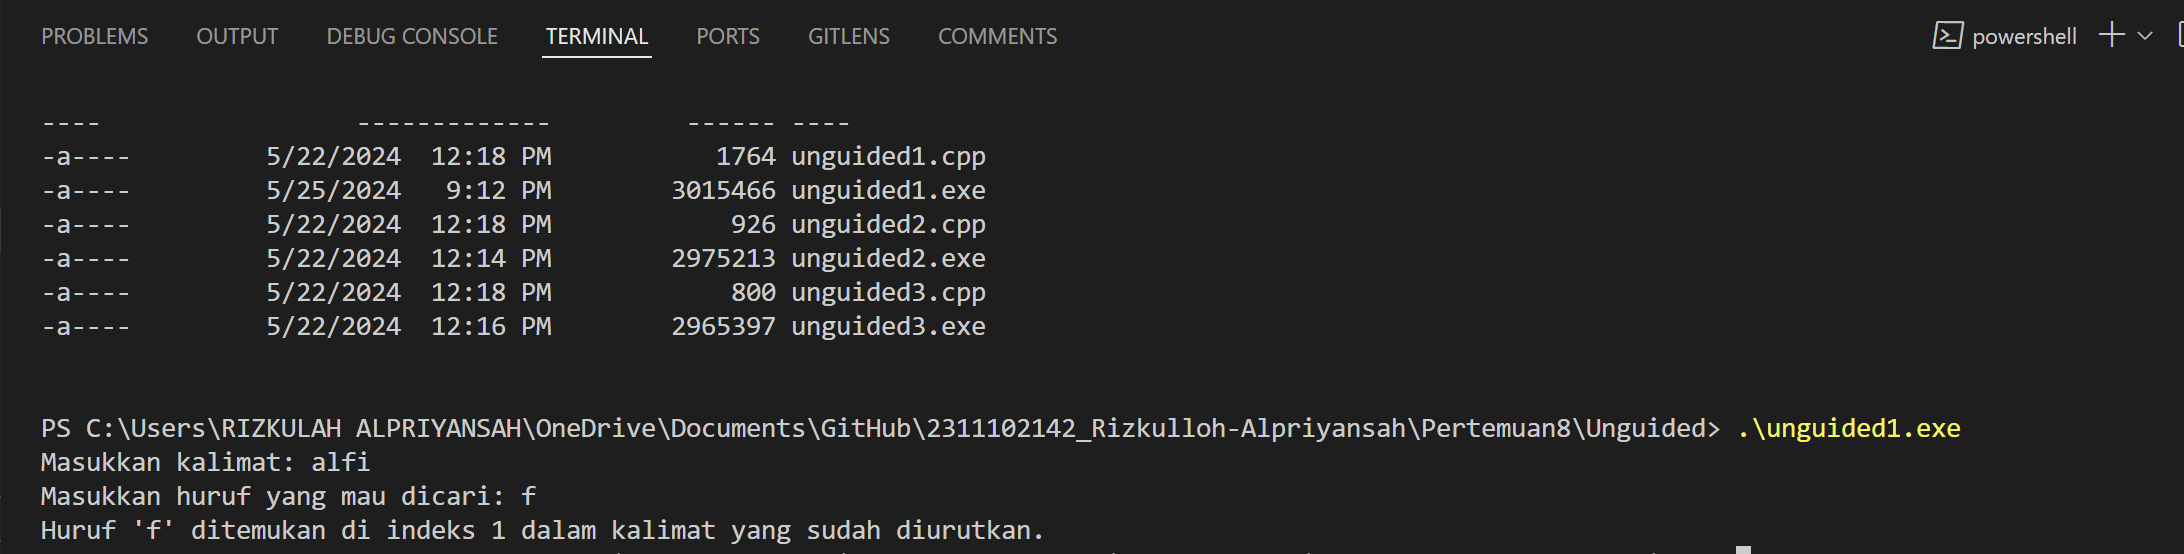 PROBLEMS OUTPUT DEBUG CONSOLE TERMINAL PORTS GITLENS COMMENTS powershell
---- ------------- ------ ----
-a---- 5/22/2024 12:18 PM 1764 unguided1.cpp
-a---- 5/25/2024 9:12 PM 3015466 unguided1.exe
-a---- 5/22/2024 12:18 PM 926 unguided2.cpp
-a---- 5/22/2024 12:14 PM 2975213 unguided2.exe
-a---- 5/22/2024 12:18 PM 800 unguided3.cpp
-a---- 5/22/2024 12:16 PM 2965397 unguided3.exe
PS C:\Users\RIZKULAH ALPRIYANSAH\OneDrive\Documents\GitHub\2311102142_Rizkulloh-Alpriyansah\Pertemuan8\Unguided> .\unguided1.exe
Masukkan kalimat: alfi
Masukkan huruf yang mau dicari: f
Huruf 'f' ditemukan di indeks 1 dalam kalimat yang sudah diurutkan.